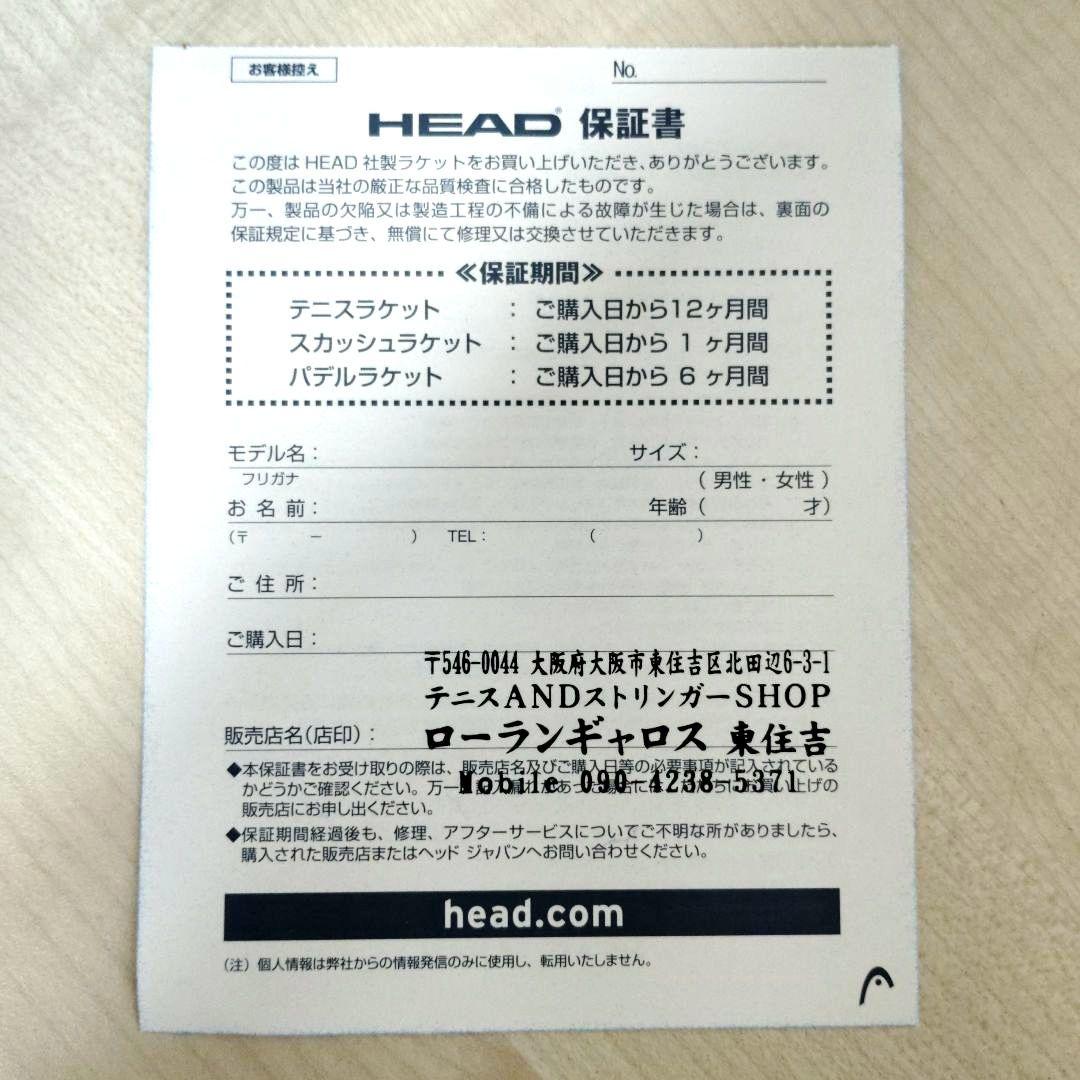 お客様控え
No.
HEAD® 保証書
この度は HEAD 社製ラケットをお買い上げいただき、ありがとうございます。
この製品は当社の厳正な品質検査に合格したものです。
万一、製品の欠陥又は製造工程の不備による故障が生じた場合は、裏面の
保証規定に基づき、無償にて修理又は交換させていただきます。
≪保証期間≫
テニスラケット : ご購入日から12ヶ月間
スカッシュラケット : ご購入日から 1 ヶ月間
パデルラケット : ご購入日から 6 ヶ月間
モデル名: サイズ:
フリガナ (男性・女性)
お 名 前: 年齢( 才)
(〒 － ) TEL: ( )
ご 住 所:
ご購入日:
〒546-0044 大阪府大阪市東住吉区北田辺6-3-1
テニスANDストリンガーSHOP
販売店名(店印): ローランギャロス 東住吉
◆本保証書をお受け取りの際は、販売店名及びご購入日等の必要事項が記入されている
Mobile 090-4238-5371
かどうかご確認ください。万一 お買い上げの
販売店にお申し出ください。
◆保証期間経過後も、修理、アフターサービスについてご不明な所がありましたら、
購入された販売店またはヘッド ジャパンへお問い合わせください。
head.com
(注) 個人情報は弊社からの情報発信のみに使用し、転用いたしません。